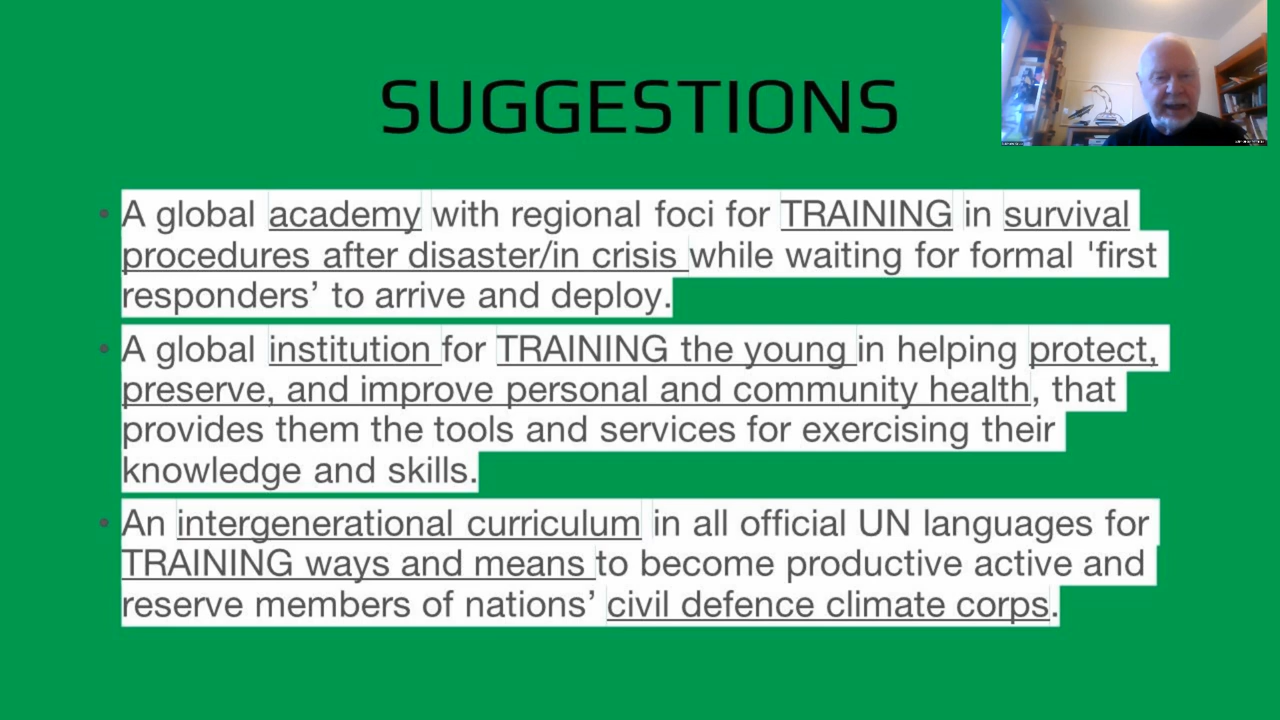 SUGGESTIONS
• A global academy with regional foci for TRAINING in survival
procedures after disaster/in crisis while waiting for formal 'first
responders’ to arrive and deploy.
• A global institution for TRAINING the young in helping protect,
preserve, and improve personal and community health, that
provides them the tools and services for exercising their
knowledge and skills.
• An intergenerational curriculum in all official UN languages for
TRAINING ways and means to become productive active and
reserve members of nations’ civil defence climate corps.